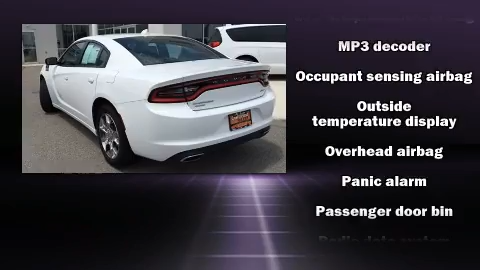 MP3 decoder
Occupant sensing airbag
Outside
temperature display
Overhead airbag
Panic alarm
Passenger door bin